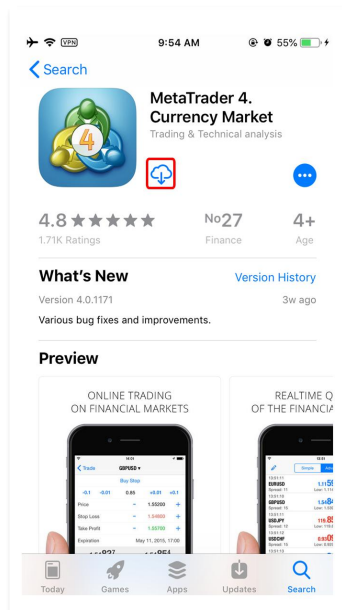 VPN 9:54 AM 55%
Search
MetaTrader 4.
Currency Market
Trading & Technical analysis
4
4.8 ★★★★★ No27 4+
1.71K Ratings Finance Age
What's New Version History
Version 4.0.1171 3w ago
Various bug fixes and improvements.
Preview
ONLINE TRADING
ON FINANCIAL MARKETS
REALTIME Q
OF THE FINANCIA
Trade GBPUSD
Buy Stop
-0.1 -0.01 0.85 +0.01 +0.1
Price - 1.55200 +
Stop Loss - 1.54900 +
Take Profit - 1.55700 +
Expiration May 11, 2015, 17:00
Simple
EURUSD
GBPUSD
USDJPY
USDCHF
Today Games Apps Updates Search